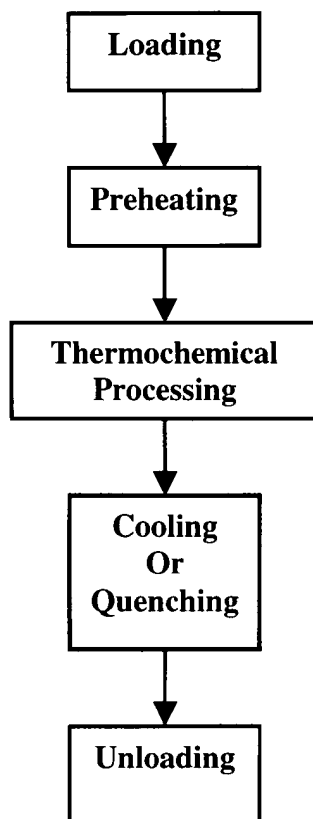 Loading
Preheating
Thermochemical
Processing
Cooling
Or
Quenching
Unloading